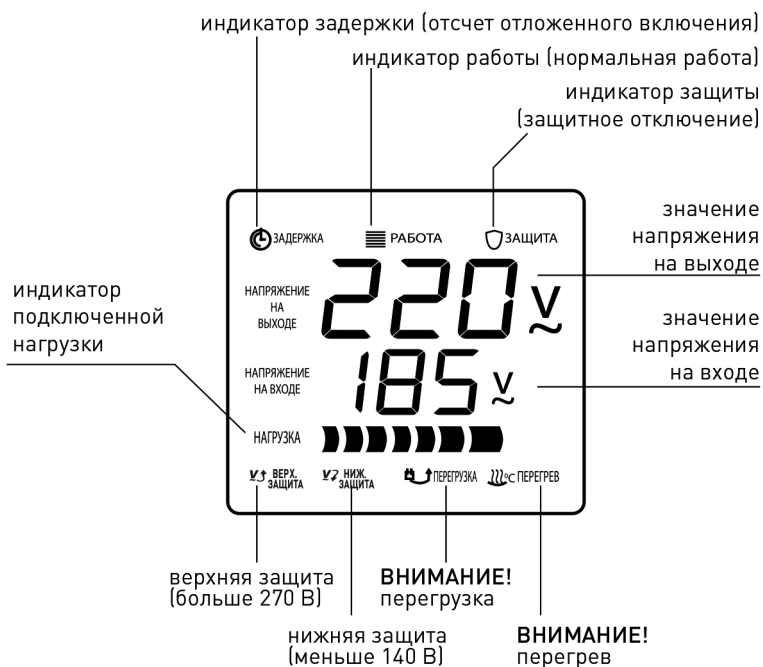 индикатор задержки (отсчет отложенного включения)
индикатор работы (нормальная работа)
индикатор защиты
(защитное отключение)
ЗАДЕРЖКА
РАБОТА
ЗАЩИТА
значение
напряжения
на выходе
НАПРЯЖЕНИЕ
НА
ВЫХОДЕ
220 V
индикатор
подключенной
нагрузки
значение
напряжения
на входе
НАПРЯЖЕНИЕ
НА ВХОДЕ
185 V
НАГРУЗКА
V ВЕРХ.
ЗАЩИТА
V НИЖ.
ЗАЩИТА
ПЕРЕГРУЗКА
°C ПЕРЕГРЕВ
верхняя защита
(больше 270 В)
ВНИМАНИЕ!
перегрузка
нижняя защита
(меньше 140 В)
ВНИМАНИЕ!
перегрев